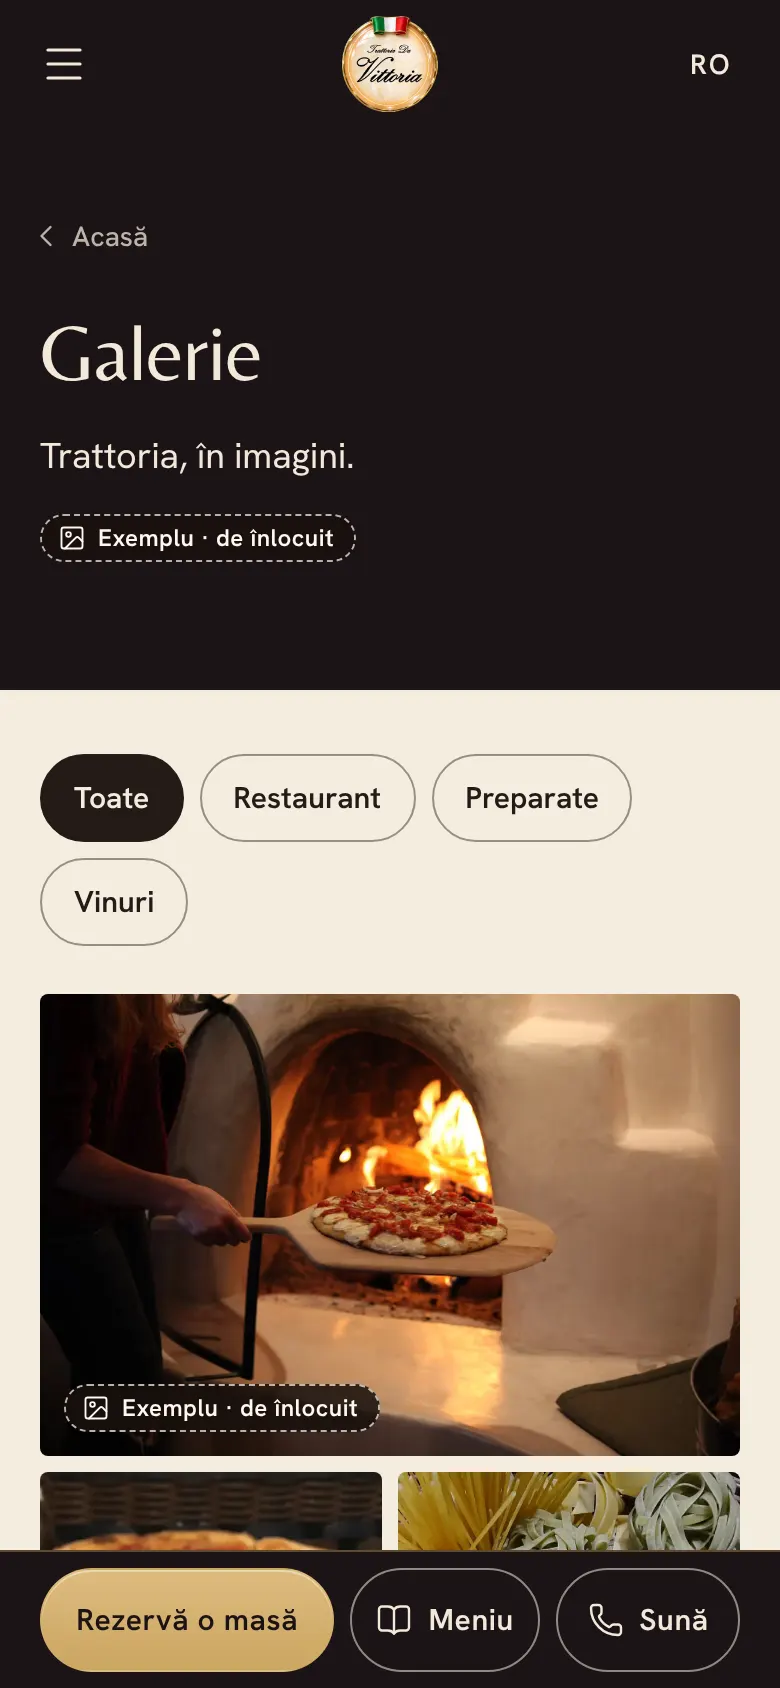 Trattoria Da
Vittoria
RO
Acasă
Galerie
Trattoria, în imagini.
Exemplu · de înlocuit
Toate
Restaurant
Preparate
Vinuri
Exemplu · de înlocuit
Rezervă o masă
Meniu
Sună